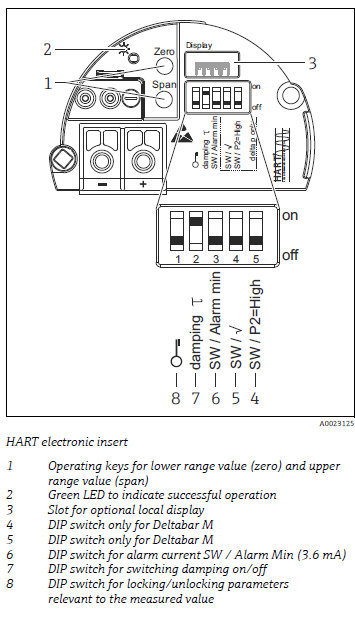 2
Zero
Display
3
1
Span
on
off
damping τ
SW / Alarm min
SW / √
SW / P2=High
deltap only
HART
–
+
on
1 2 3 4 5
off
damping τ
SW / Alarm min
SW / √
SW / P2=High
8 7 6 5 4
A0023125
HART electronic insert
1 Operating keys for lower range value (zero) and upper
range value (span)
2 Green LED to indicate successful operation
3 Slot for optional local display
4 DIP switch only for Deltabar M
5 DIP switch only for Deltabar M
6 DIP switch for alarm current SW / Alarm Min (3.6 mA)
7 DIP switch for switching damping on/off
8 DIP switch for locking/unlocking parameters
relevant to the measured value